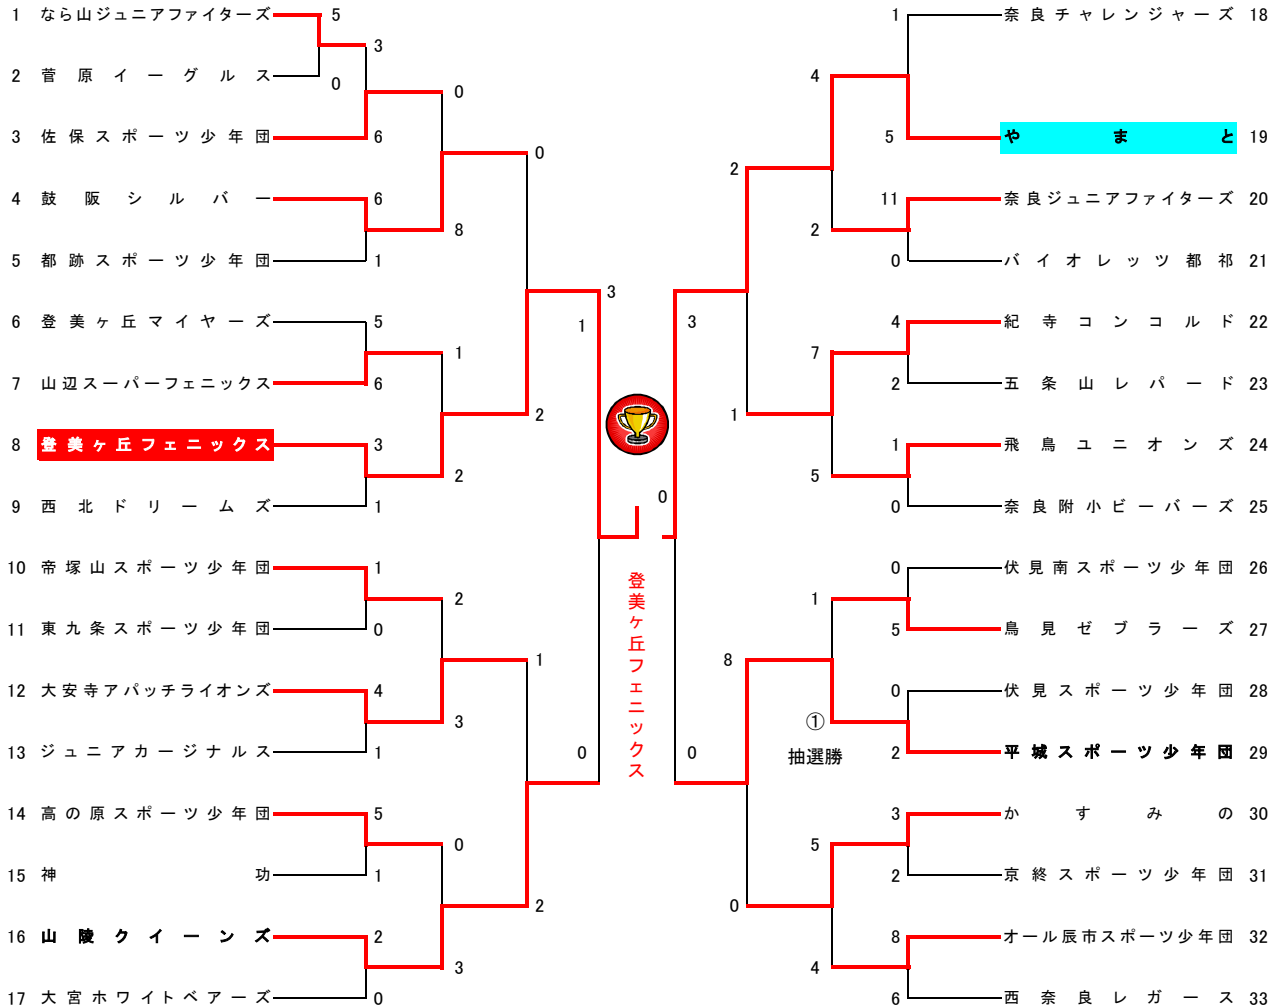 1 なら山ジュニアファイターズ 5
3
2 菅原イーグルス 0
0
3 佐保スポーツ少年団 6
0
4 鼓阪シルバー 6
8
5 都跡スポーツ少年団 1
3
1
6 登美ヶ丘マイヤーズ 5
1
7 山辺スーパーフェニックス 6
2
8 登美ヶ丘フェニックス 3
2
9 西北ドリームズ 1
10 帝塚山スポーツ少年団 1
2
11 東九条スポーツ少年団 0
1
12 大安寺アパッチライオンズ 4
3
13 ジュニアカージナルス 1
0
14 高の原スポーツ少年団 5
0
15 神功 1
2
16 山陵クイーンズ 2
3
17 大宮ホワイトベアーズ 0
登美ヶ丘フェニックス
1 奈良チャレンジャーズ 18
4
5 やまと 19
2
11 奈良ジュニアファイターズ 20
2
0 バイオレッツ都祁 21
3
4 紀寺コンコルド 22
7
2 五条山レパード 23
1
1 飛鳥ユニオンズ 24
5
0
0 奈良附小ビーバーズ 25
0 伏見南スポーツ少年団 26
1
5 鳥見ゼブラーズ 27
8
0 伏見スポーツ少年団 28
①
抽選勝
2 平城スポーツ少年団 29
0
3 かすみの 30
5
2 京終スポーツ少年団 31
0
8 オール辰市スポーツ少年団 32
4
6 西奈良レガース 33